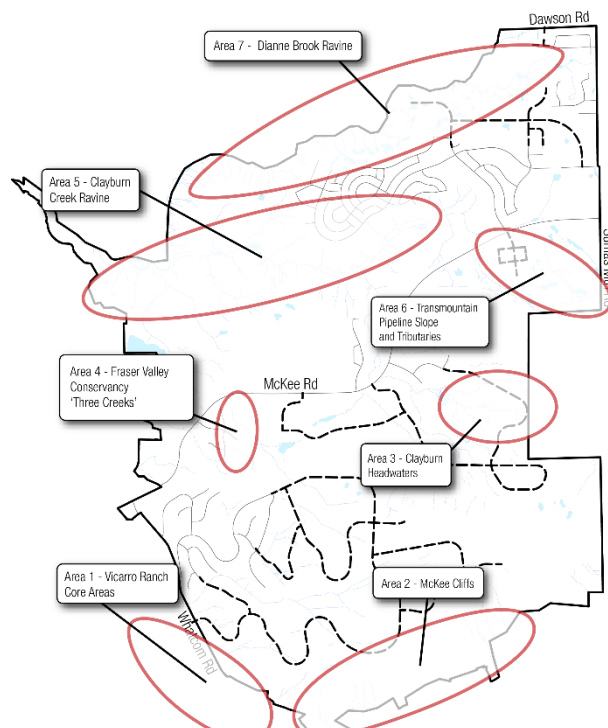 Dawson Rd
Area 7 - Dianne Brook Ravine
Area 5 - Clayburn
Creek Ravine
Area 6 - Transmountain
Pipeline Slope
and Tributaries
Area 4 - Fraser Valley
Conservancy
'Three Creeks'
McKee Rd
Area 3 - Clayburn
Headwaters
Area 1 - Vicarro Ranch
Core Areas
Area 2 - McKee Cliffs
Whatcom Rd